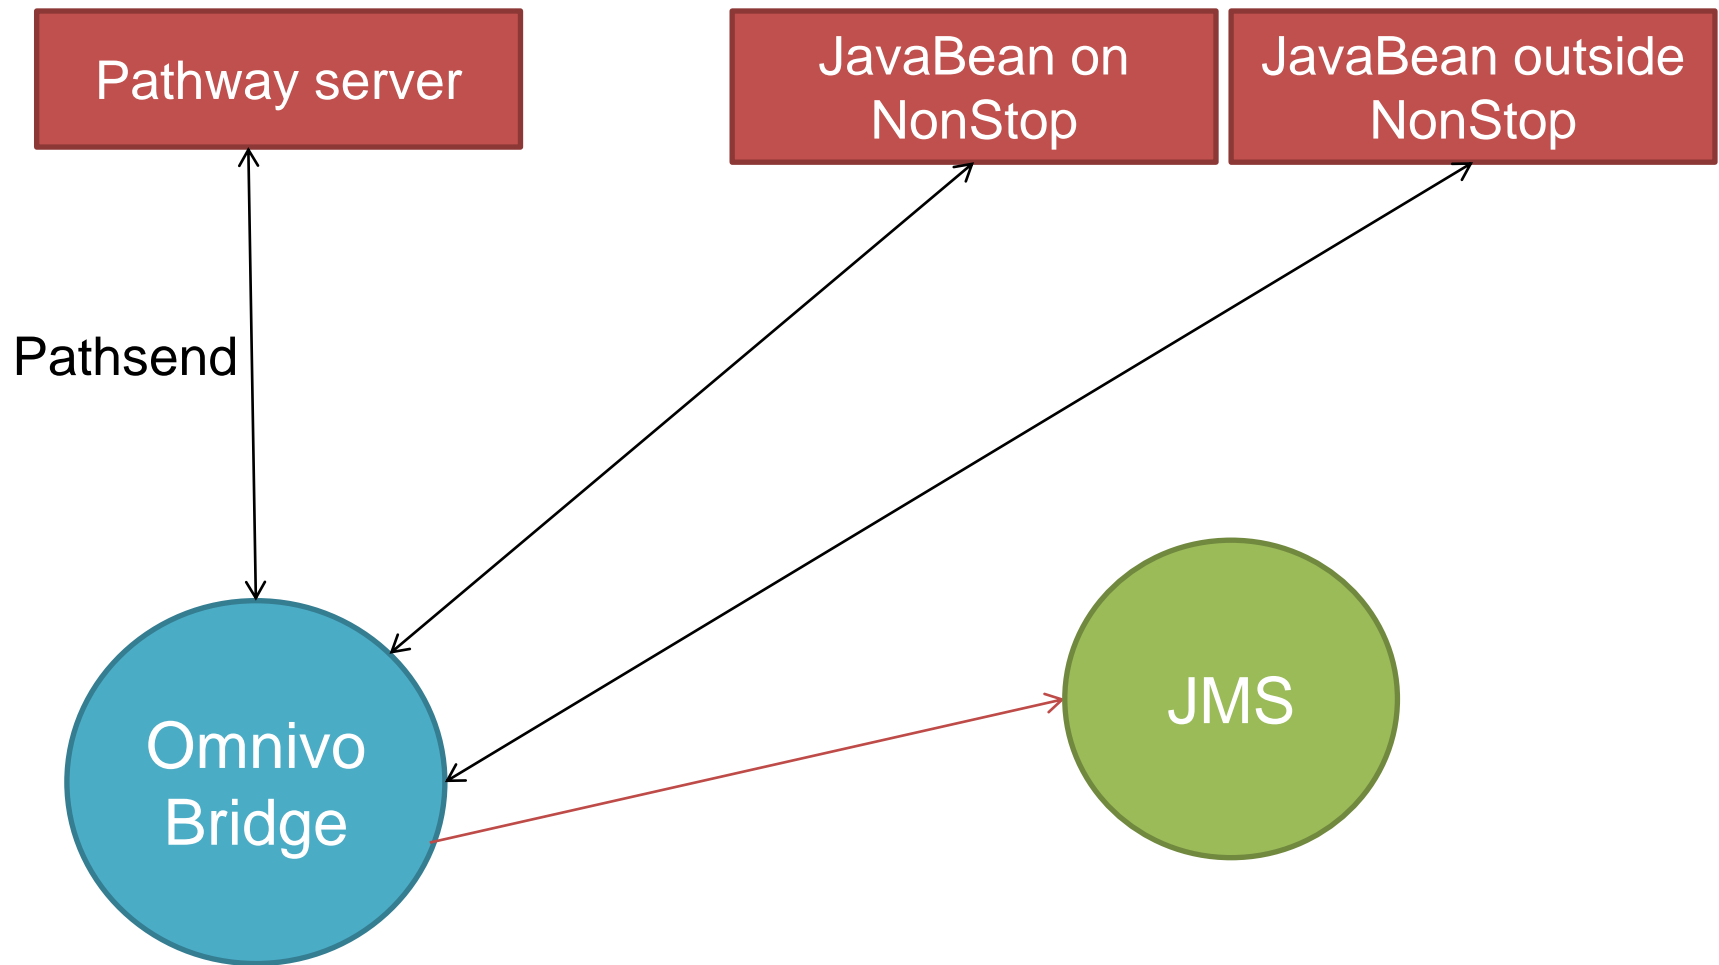 Pathway server
JavaBean on
NonStop
JavaBean outside
NonStop
Pathsend
Omnivo
Bridge
JMS